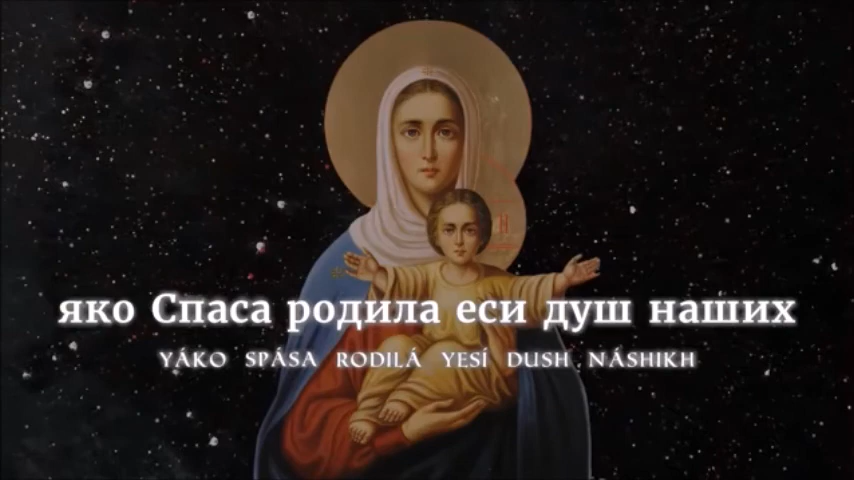 яко Спаса родила еси душ наших
YÁKO SPÁSA RODILÁ YESÍ DUSH NÁSHIKH